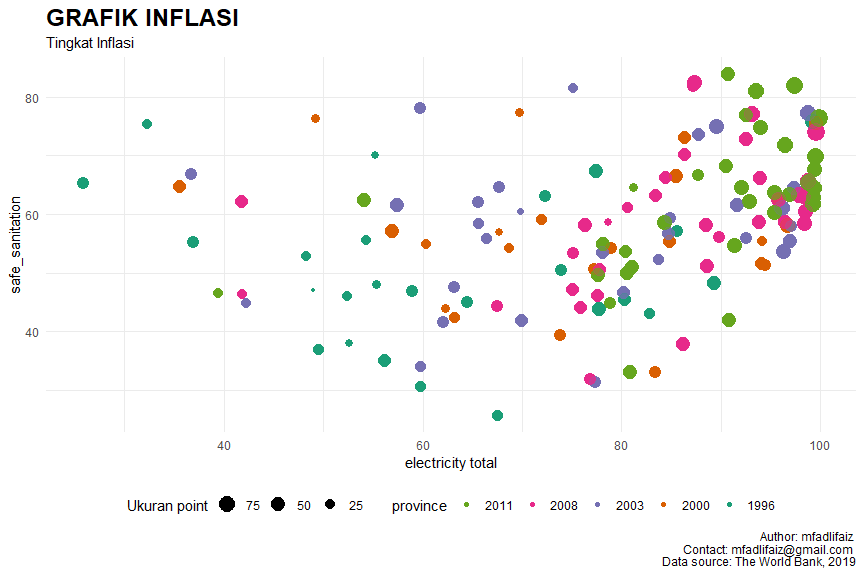 GRAFIK INFLASI
Tingkat Inflasi
safe_sanitation
80
60
40
40 60 80 100
electricity total
Ukuran point 75 50 25 province 2011 2008 2003 2000 1996
Author: mfadlifaiz
Contact: mfadlifaiz@gmail.com
Data source: The World Bank, 2019